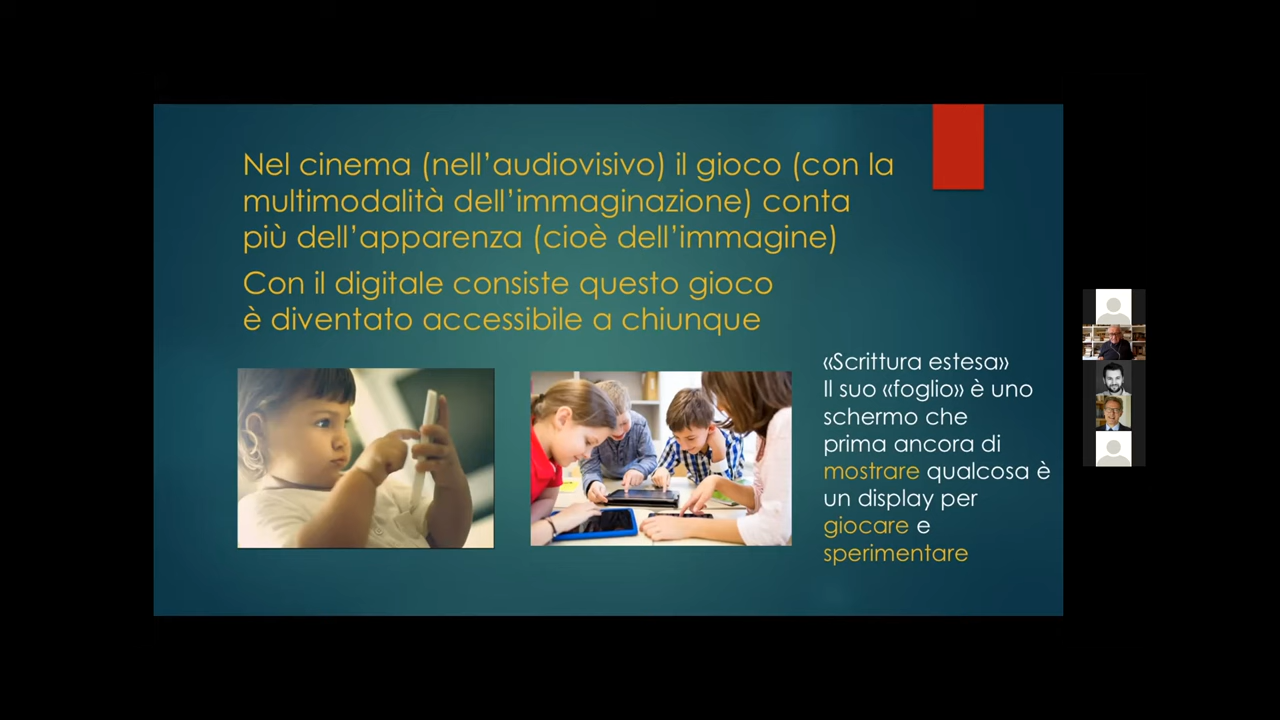 Nel cinema (nell’audiovisivo) il gioco (con la
multimodalità dell’immaginazione) conta
più dell’apparenza (cioè dell’immagine)
Con il digitale consiste questo gioco
è diventato accessibile a chiunque
«Scrittura estesa»
Il suo «foglio» è uno
schermo che
prima ancora di
mostrare qualcosa è
un display per
giocare e
sperimentare